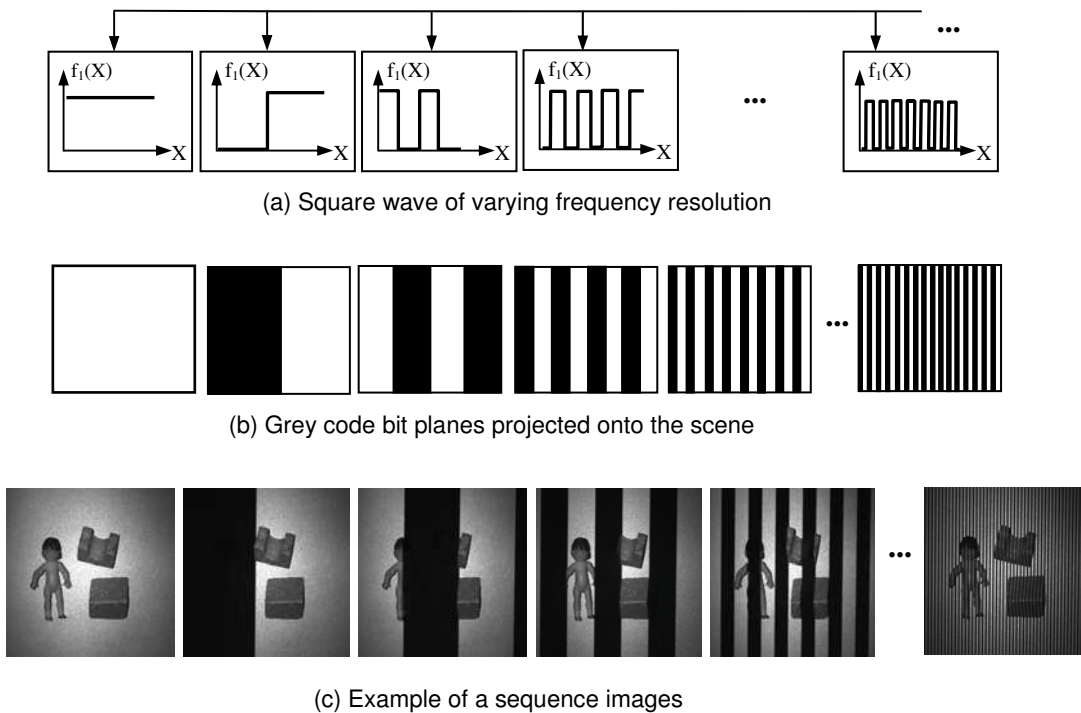 ...
f₁(X) f₁(X) f₁(X) f₁(X) ... f₁(X)
X X X X X
(a) Square wave of varying frequency resolution
...
(b) Grey code bit planes projected onto the scene
...
(c) Example of a sequence images